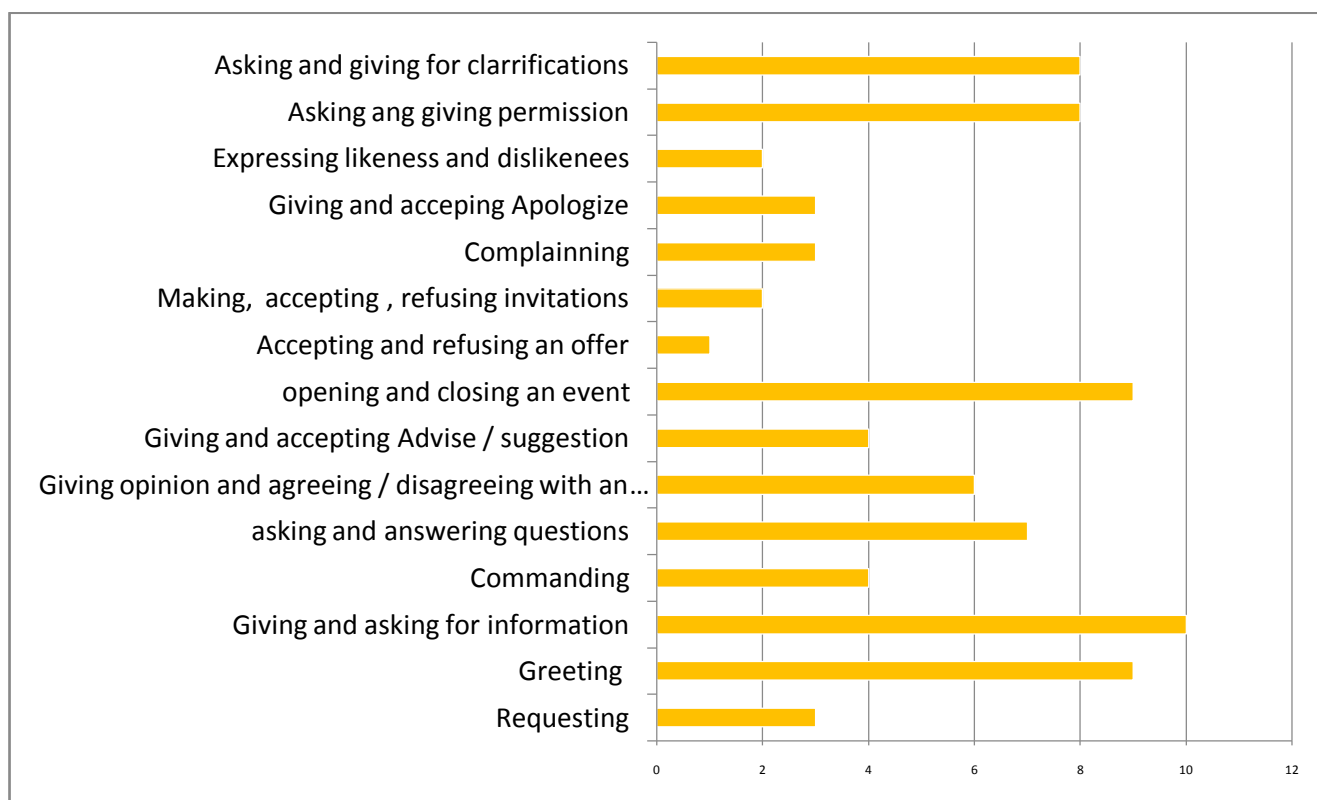 Asking and giving for clarrifications
Asking ang giving permission
Expressing likeness and dislikenees
Giving and acceping Apologize
Complainning
Making, accepting , refusing invitations
Accepting and refusing an offer
opening and closing an event
Giving and accepting Advise / suggestion
Giving opinion and agreeing / disagreeing with an...
asking and answering questions
Commanding
Giving and asking for information
Greeting
Requesting
0 2 4 6 8 10 12